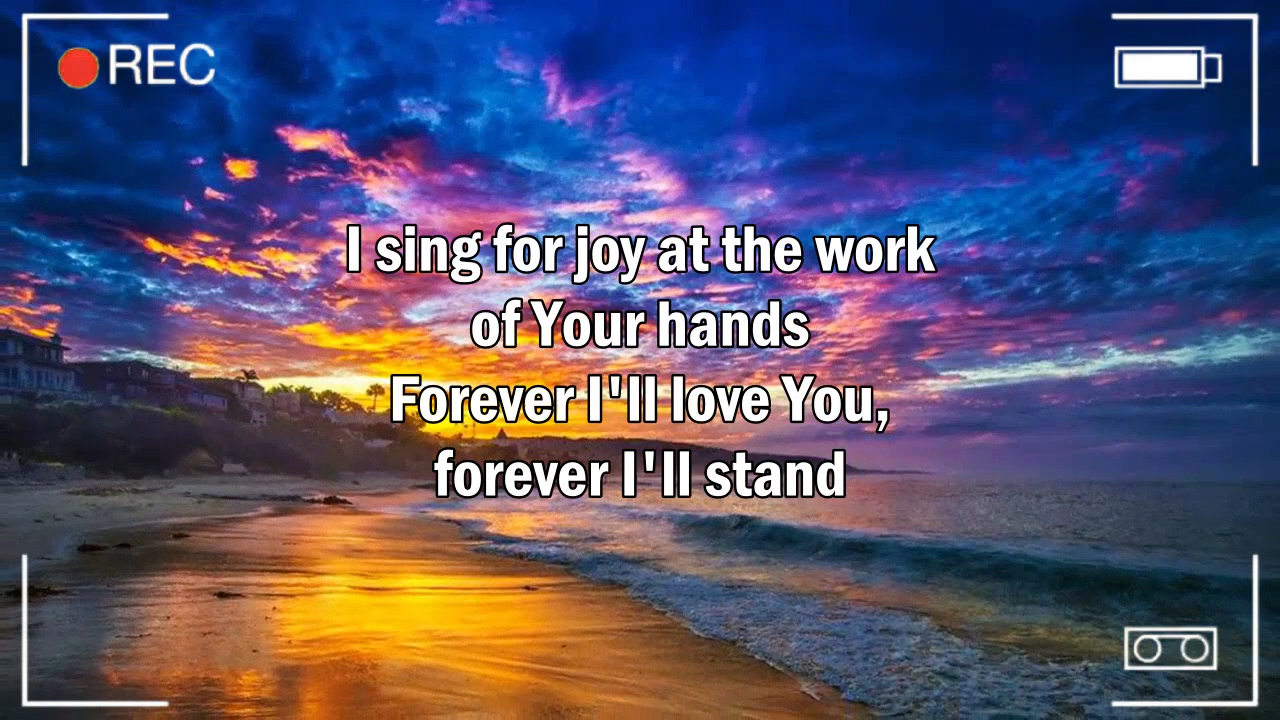 REC
I sing for joy at the work
of Your hands
Forever I'll love You,
forever I'll stand